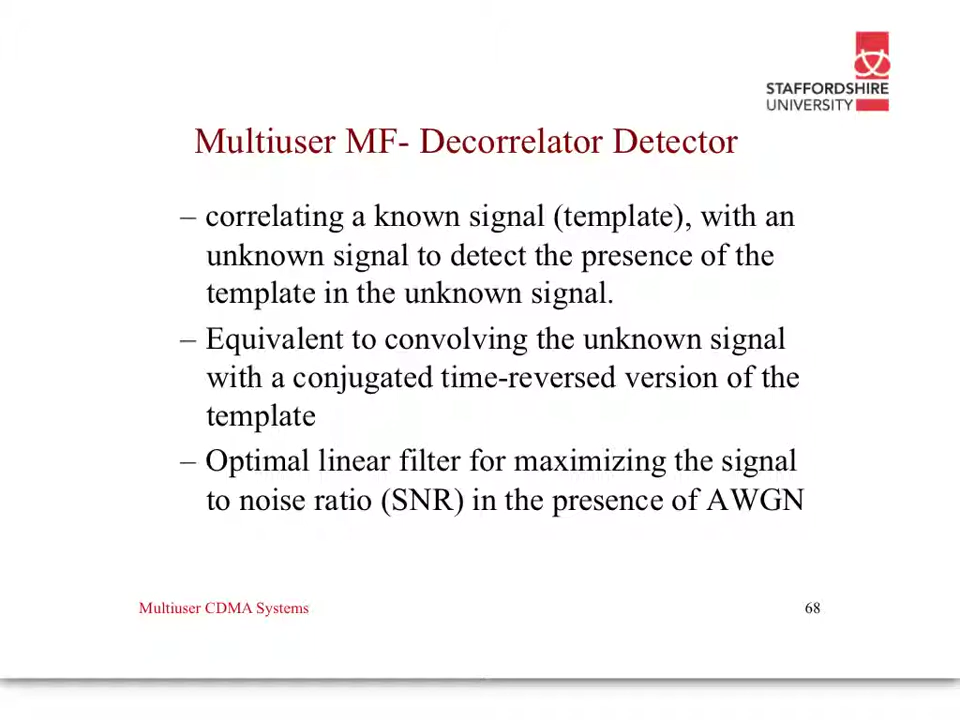 STAFFORDSHIRE
UNIVERSITY
Multiuser MF- Decorrelator Detector
– correlating a known signal (template), with an
unknown signal to detect the presence of the
template in the unknown signal.
– Equivalent to convolving the unknown signal
with a conjugated time-reversed version of the
template
– Optimal linear filter for maximizing the signal
to noise ratio (SNR) in the presence of AWGN
Multiuser CDMA Systems
68